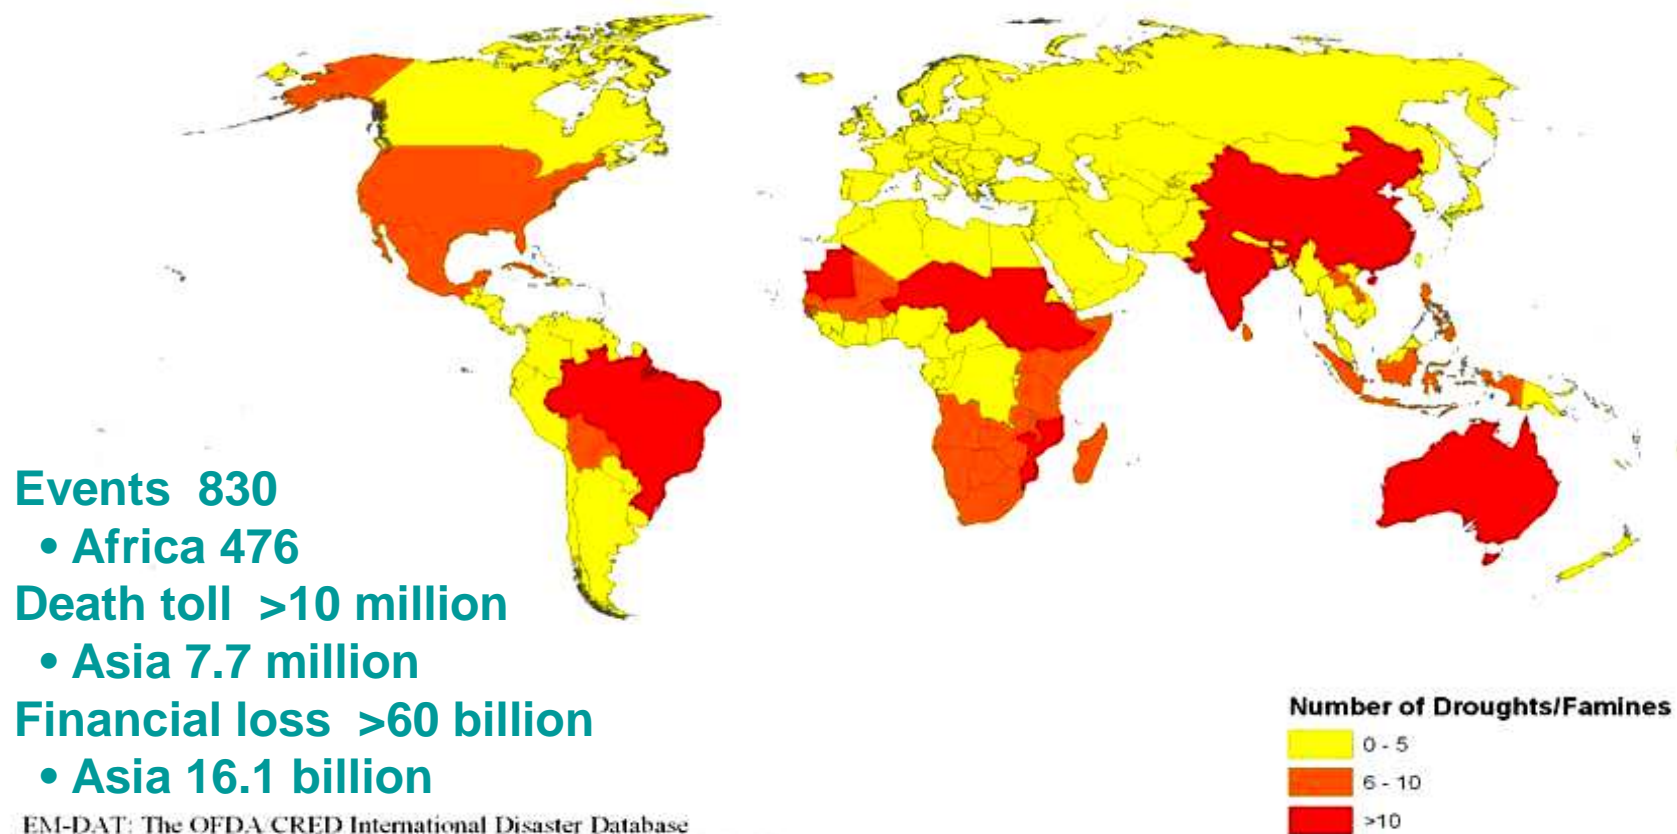 Events 830
• Africa 476
Death toll >10 million
• Asia 7.7 million
Financial loss >60 billion
• Asia 16.1 billion
EM-DAT: The OFDA/CRED International Disaster Database
Number of Droughts/Famines
0 - 5
6 - 10
>10